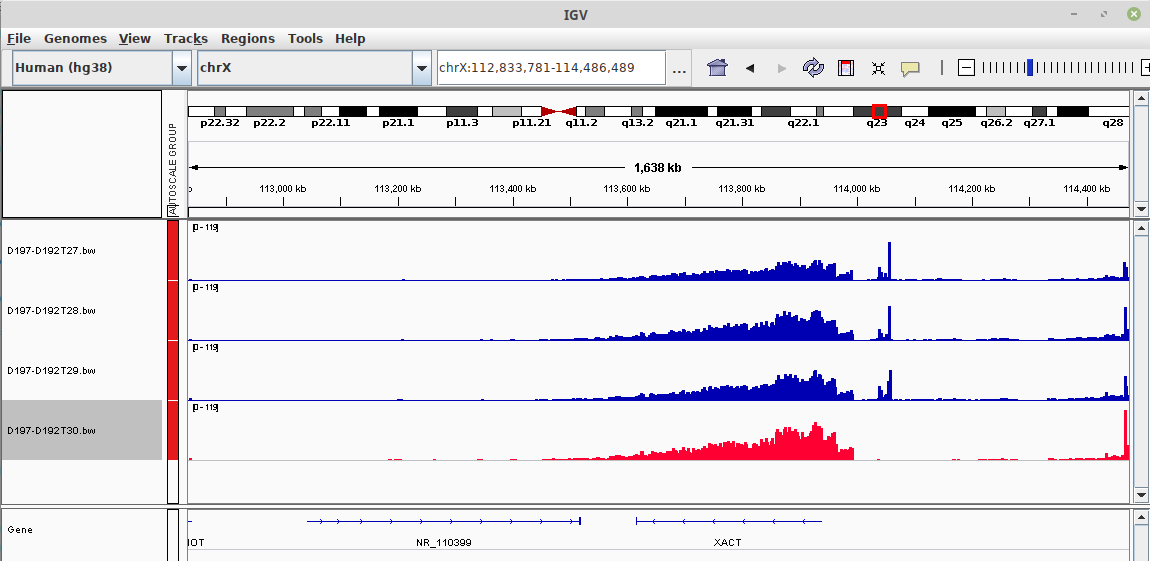 IGV
File Genomes View Tracks Regions Tools Help
Human (hg38) chrX chrX:112,833,781-114,486,489 ...
p22.32 p22.2 p22.11 p21.1 p11.3 p11.21 q11.2 q13.2 q21.1 q21.31 q22.1 q23 q24 q25 q26.2 q27.1 q28
AUTOSCALE GROUP
1,638 kb
113,000 kb 113,200 kb 113,400 kb 113,600 kb 113,800 kb 114,000 kb 114,200 kb 114,400 kb
[0 - 119]
D197-D192T27.bw
[0 - 119]
D197-D192T28.bw
[0 - 119]
D197-D192T29.bw
[0 - 119]
D197-D192T30.bw
Gene
NR_110399 XACT